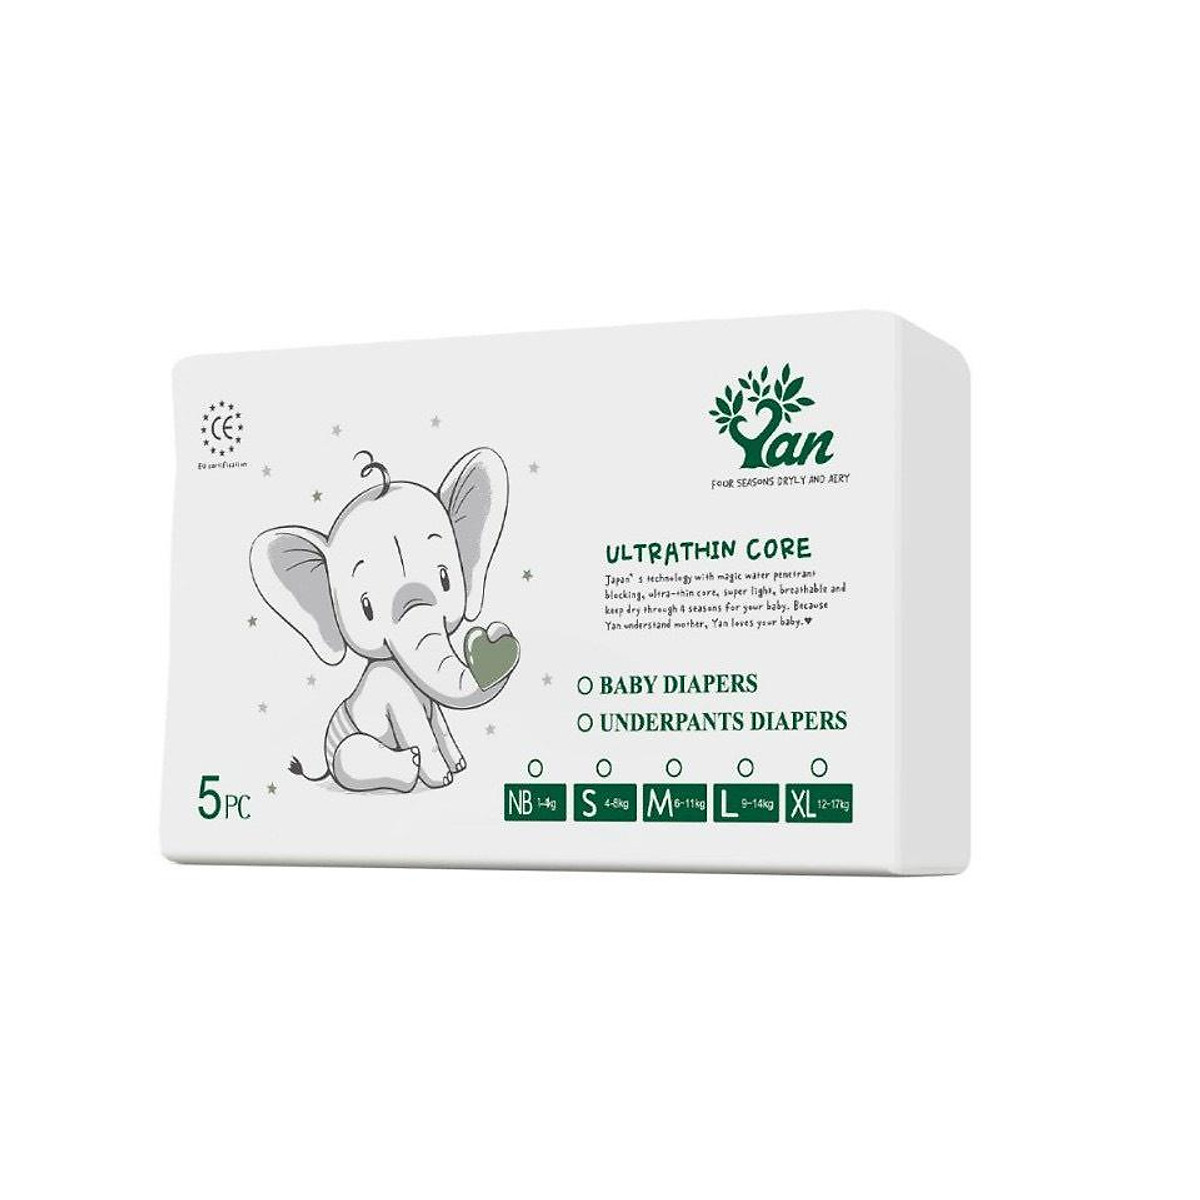 CE
EU certification
Yan
FOUR SEASONS DRYLY AND AIRY
ULTRATHIN CORE
Japan's technology with magic water penetrant
blocking, ultra-thin core, super light, breathable and
keep dry through 4 seasons for your baby. Because
Yan understand mother, Yan loves your baby.♥
BABY DIAPERS
UNDERPANTS DIAPERS
NB 1-4kg S 4-8kg M 6-11kg L 9-14kg XL 12-17kg
5PC